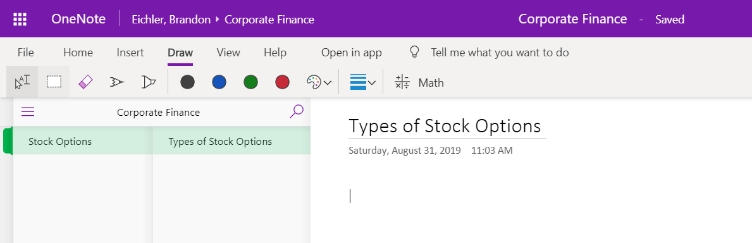 OneNote Eichler, Brandon ▸ Corporate Finance Corporate Finance - Saved
File Home Insert Draw View Help Open in app Tell me what you want to do
AI Math
Corporate Finance
Stock Options Types of Stock Options
Types of Stock Options
Saturday, August 31, 2019 11:03 AM